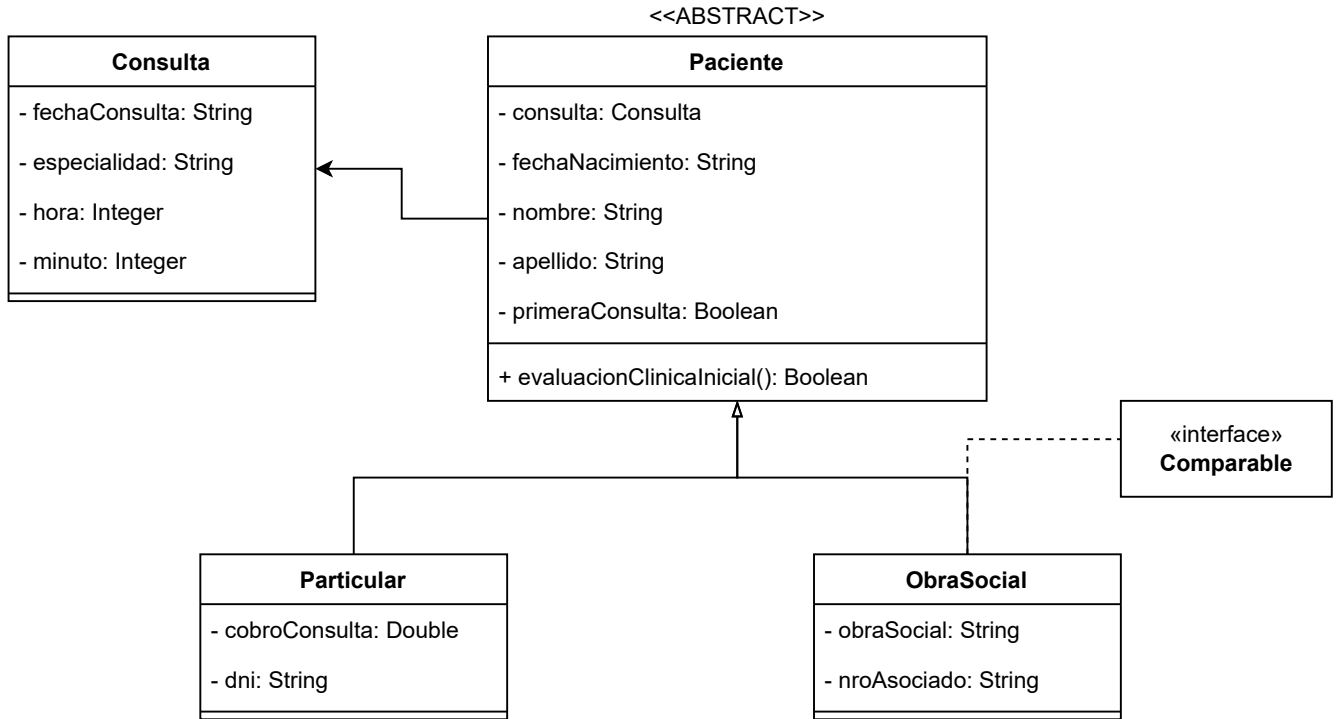 <<ABSTRACT>>
Consulta
- fechaConsulta: String
- especialidad: String
- hora: Integer
- minuto: Integer
Paciente
- consulta: Consulta
- fechaNacimiento: String
- nombre: String
- apellido: String
- primeraConsulta: Boolean
+ evaluacionClinicaInicial(): Boolean
«interface»
Comparable
Particular
- cobroConsulta: Double
- dni: String
ObraSocial
- obraSocial: String
- nroAsociado: String